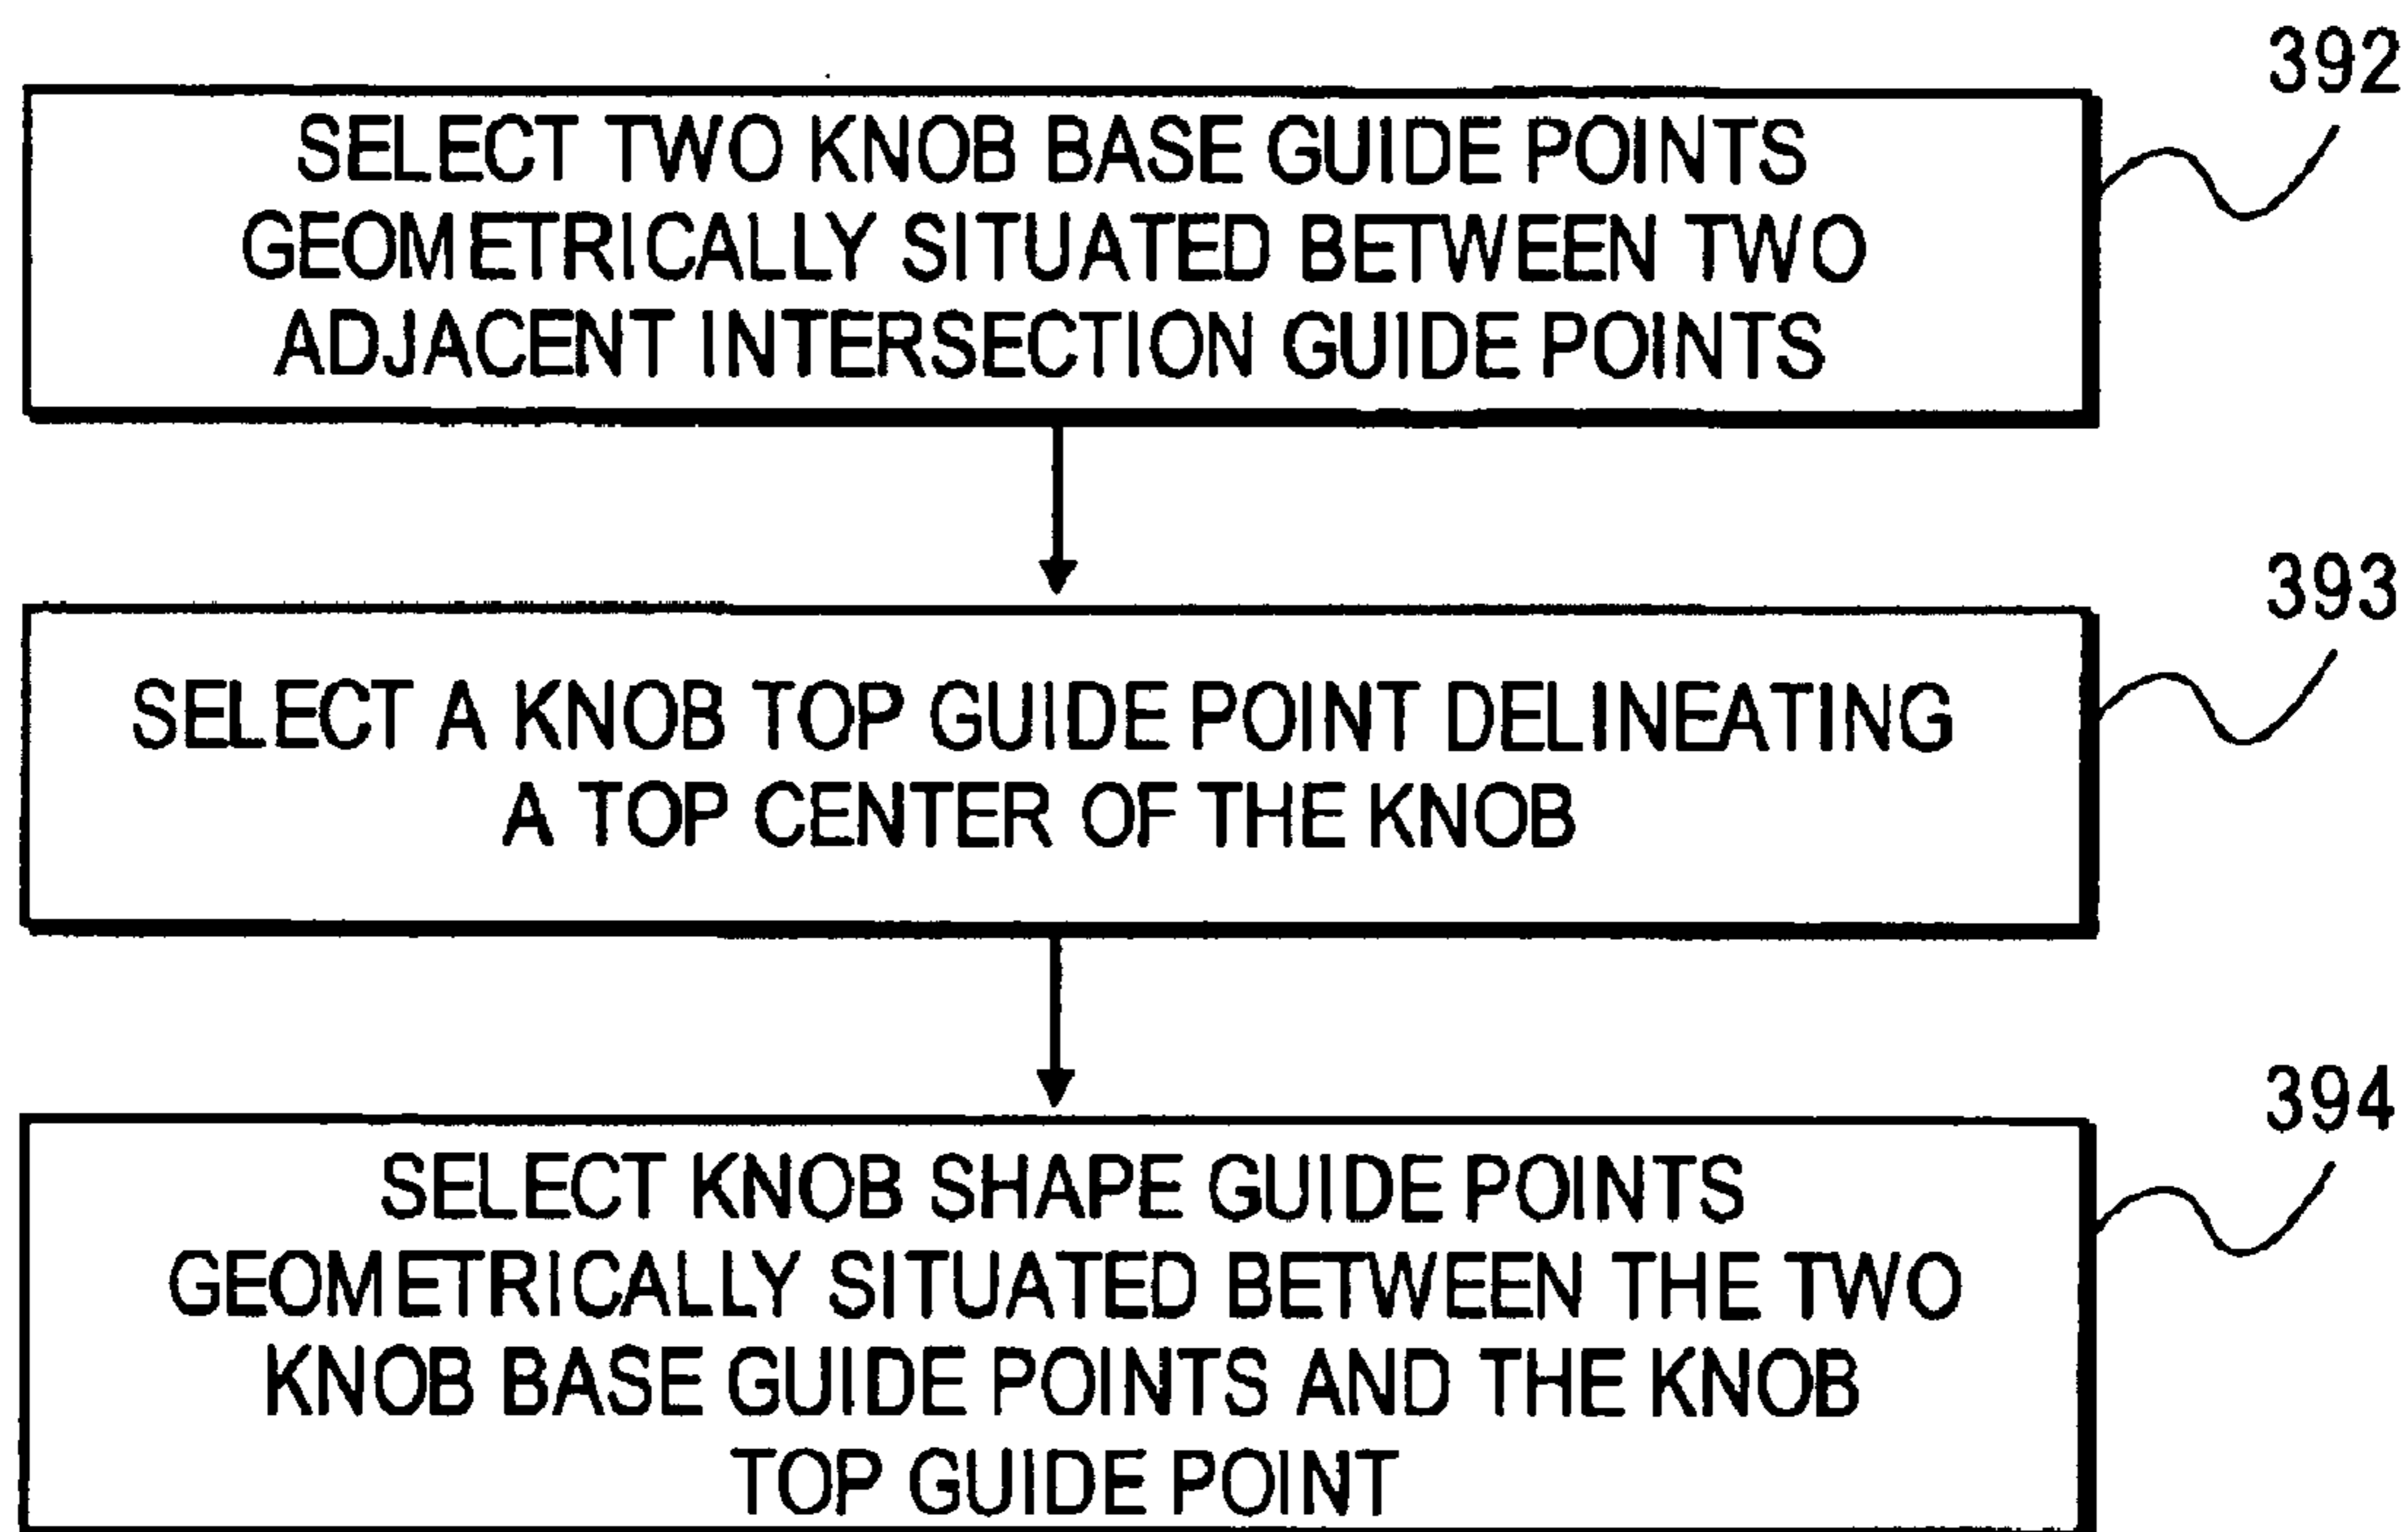 392
SELECT TWO KNOB BASE GUIDE POINTS
GEOMETRICALLY SITUATED BETWEEN TWO
ADJACENT INTERSECTION GUIDE POINTS
393
SELECT A KNOB TOP GUIDE POINT DELINEATING
A TOP CENTER OF THE KNOB
394
SELECT KNOB SHAPE GUIDE POINTS
GEOMETRICALLY SITUATED BETWEEN THE TWO
KNOB BASE GUIDE POINTS AND THE KNOB
TOP GUIDE POINT